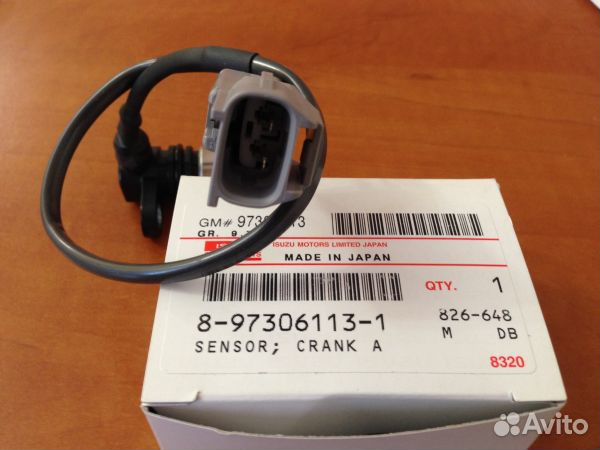 GM#
GR.
ISUZU MOTORS LIMITED JAPAN
MADE IN JAPAN
QTY. 1
8-97306113-1
826-648
SENSOR; CRANK A
M DB
8320
Avito